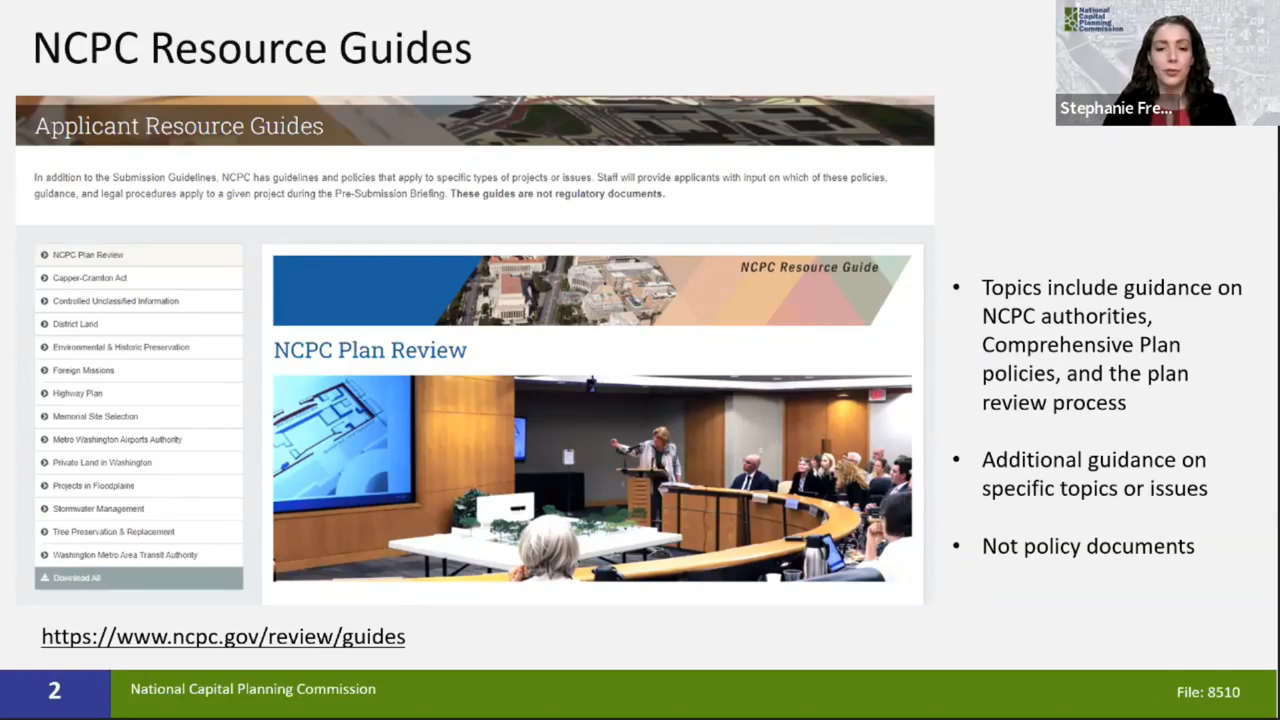 NCPC Resource Guides
National
Capital
Planning
Commission
Stephanie Fre...
Applicant Resource Guides
In addition to the Submission Guidelines, NCPC has guidelines and policies that apply to specific types of projects or issues. Staff will provide applicants with input on which of these policies,
guidance, and legal procedures apply to a given project during the Pre-Submission Briefing. These guides are not regulatory documents.
NCPC Plan Review
Capper-Cramton Act
Controlled Unclassified Information
District Land
Environmental & Historic Preservation
Foreign Missions
Highway Plan
Memorial Site Selection
Metro Washington Airports Authority
Private Land in Washington
Projects in Floodplains
Stormwater Management
Tree Preservation & Replacement
Washington Metro Area Transit Authority
Download All
NCPC Resource Guide
NCPC Plan Review
• Topics include guidance on
NCPC authorities,
Comprehensive Plan
policies, and the plan
review process
• Additional guidance on
specific topics or issues
• Not policy documents
https://www.ncpc.gov/review/guides
2
National Capital Planning Commission
File: 8510